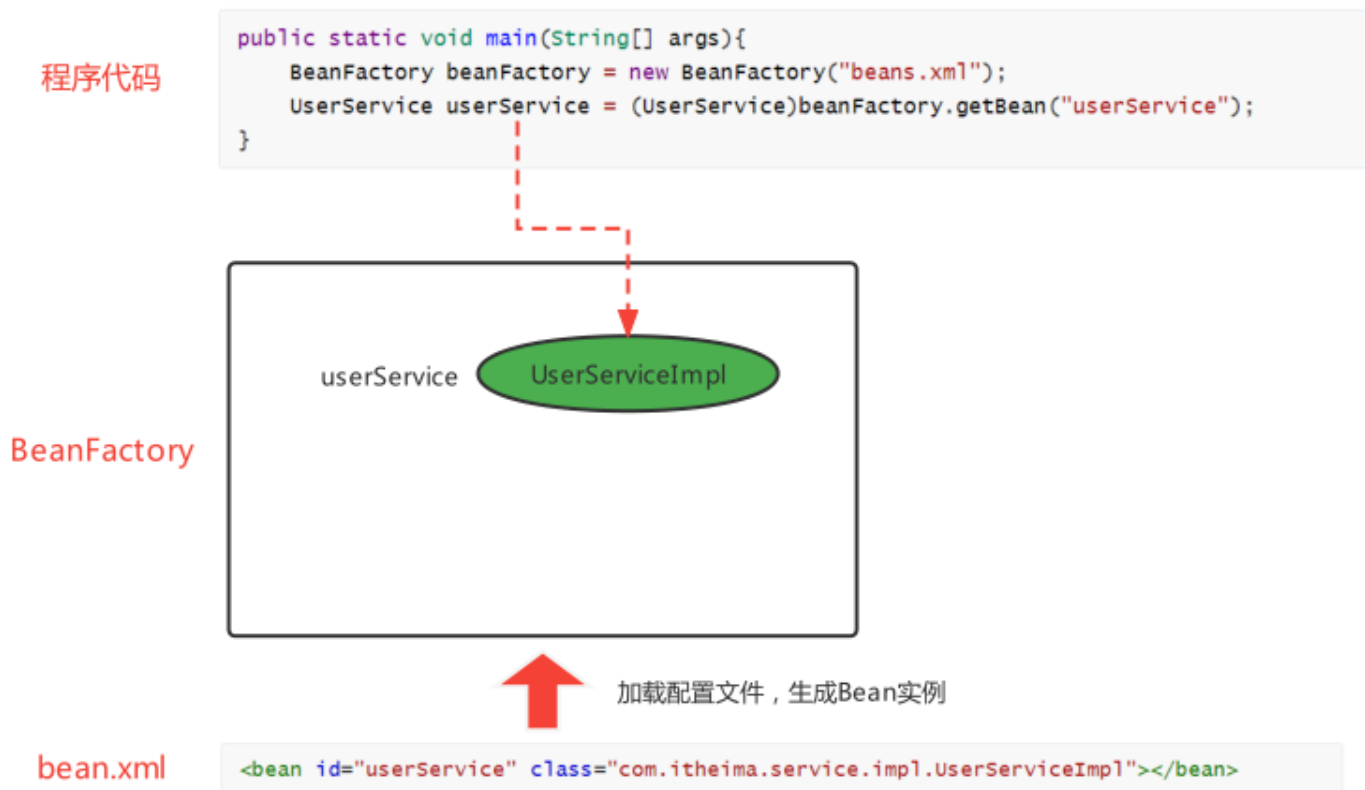 程序代码
public static void main(String[] args){
BeanFactory beanFactory = new BeanFactory("beans.xml");
UserService userService = (UserService)beanFactory.getBean("userService");
}
userService
UserServiceImpl
BeanFactory
加载配置文件，生成Bean实例
bean.xml
<bean id="userService" class="com.itheima.service.impl.UserServiceImpl"></bean>